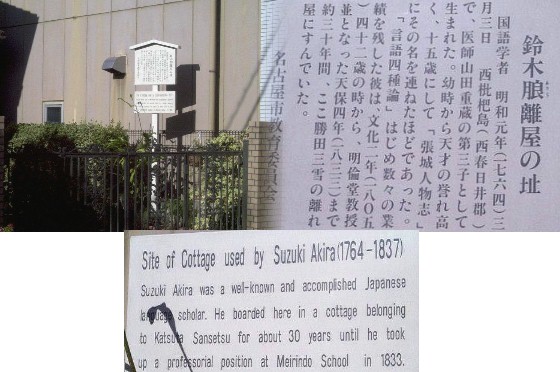 鈴木朖離屋の址
国語学者 明和元年(一七六四)三
月三日 西枇杷島(西春日井郡)
で、医師山田重蔵の第三子として
生まれた。幼時から天才の誉れ高
く、十五歳にして「張城人物志」
にその名を連ねたほどであった。
「言語四種論」はじめ数々の業
績を残した彼は、文化二年(一八〇五
)四十二歳の時から、明倫堂教授
並となった天保四年(一八三三)まで
約三十年間、ここ勝田三雪の離れ
屋にすんでいた。
名古屋市教育委員会
Site of Cottage used by Suzuki Akira(1764-1837)
Suzuki Akira was a well-known and accomplished Japanese
language scholar. He boarded here in a cottage belonging
to Katsuta Sansetsu for about 30 years until he took
up a professorial position at Meirindo School in 1833.